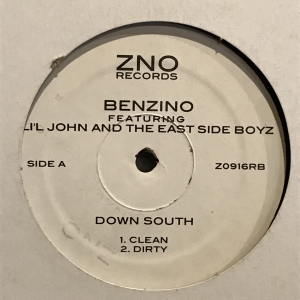 ZNO
RECORDS
BENZINO
FEATURING
LI'L JOHN AND THE EAST SIDE BOYZ
SIDE A
Z0916RB
DOWN SOUTH
1. CLEAN
2. DIRTY